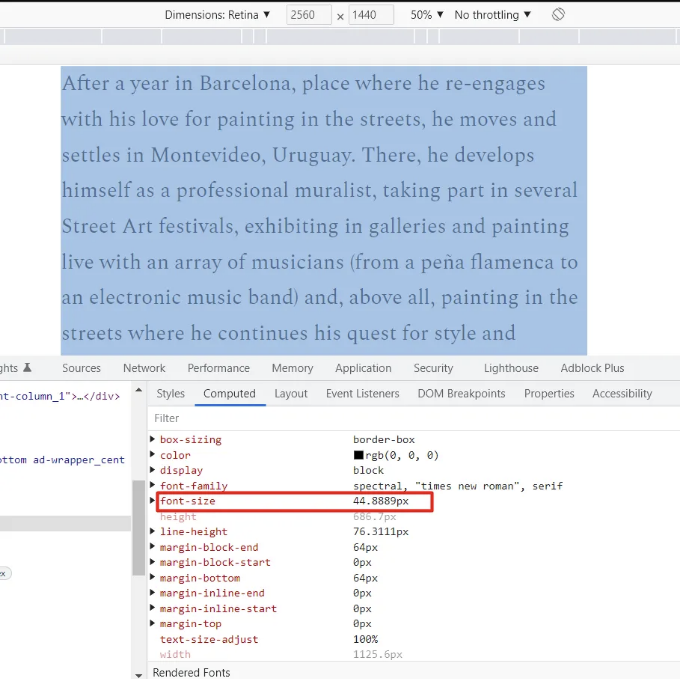 Dimensions: Retina ▼ 2560 × 1440 50% ▼ No throttling ▼
After a year in Barcelona, place where he re-engages
with his love for painting in the streets, he moves and
settles in Montevideo, Uruguay. There, he develops
himself as a professional muralist, taking part in several
Street Art festivals, exhibiting in galleries and painting
live with an array of musicians (from a peña flamenca to
an electronic music band) and, above all, painting in the
streets where he continues his quest for style and
ghts Sources Network Performance Memory Application Security Lighthouse Adblock Plus
nt-column_1">…</div> Styles Computed Layout Event Listeners DOM Breakpoints Properties Accessibility
Filter
box-sizing border-box
color rgb(0, 0, 0)
ottom ad-wrapper_cent display block
font-family spectral, "times new roman", serif
font-size 44.8889px
height 686.7px
line-height 76.3111px
margin-block-end 64px
margin-block-start 0px
ex margin-bottom 64px
margin-inline-end 0px
margin-inline-start 0px
margin-top 0px
text-size-adjust 100%
width 1125.6px
Rendered Fonts